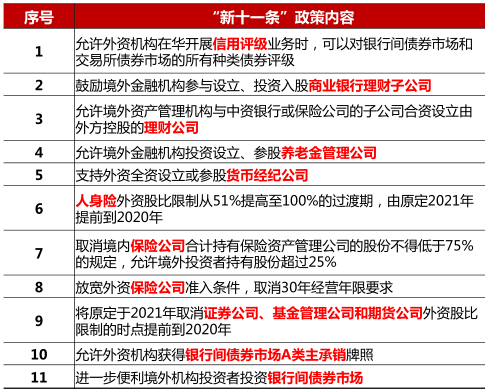 序号 “新十一条”政策内容
1 允许外资机构在华开展信用评级业务时，可以对银行间债券市场和
交易所债券市场的所有种类债券评级
2 鼓励境外金融机构参与设立、投资入股商业银行理财子公司
3 允许境外资产管理机构与中资银行或保险公司的子公司合资设立由
外方控股的理财公司
4 允许境外金融机构投资设立、参股养老金管理公司
5 支持外资全资设立或参股货币经纪公司
6 人身险外资股比限制从51%提高至100%的过渡期，由原定2021年
提前到2020年
7 取消境内保险公司合计持有保险资产管理公司的股份不得低于75%
的规定，允许境外投资者持有股份超过25%
8 放宽外资保险公司准入条件，取消30年经营年限要求
9 将原定于2021年取消证券公司、基金管理公司和期货公司外资股比
限制的时点提前到2020年
10 允许外资机构获得银行间债券市场A类主承销牌照
11 进一步便利境外机构投资者投资银行间债券市场